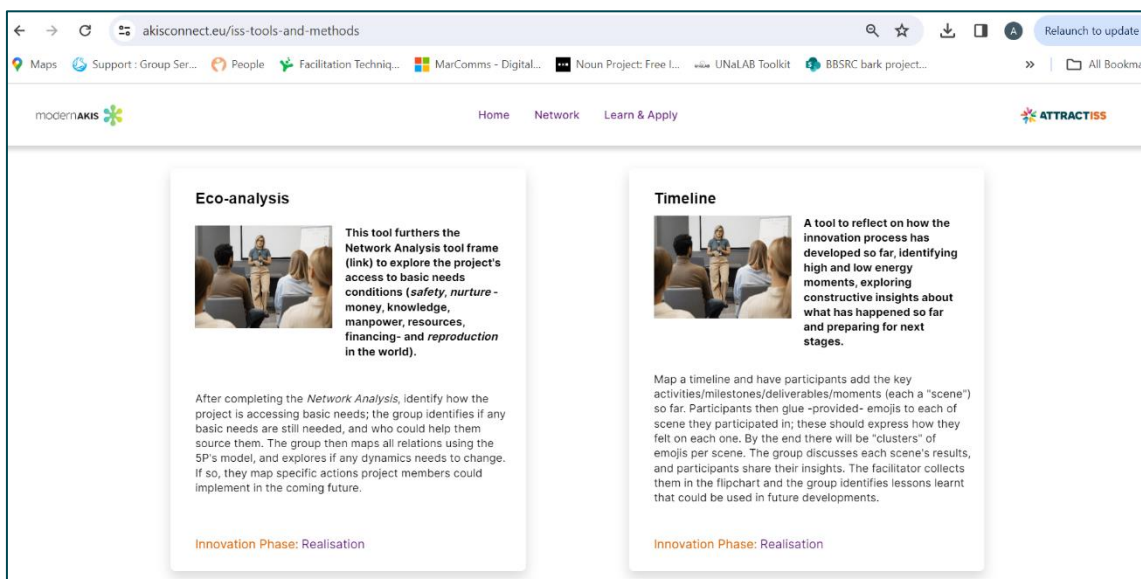 akisconnect.eu/iss-tools-and-methods
A
Relaunch to update
Maps
Support : Group Ser...
People
Facilitation Techniq...
MarComms - Digital...
Noun Project: Free I...
UNaLAB Toolkit
BBSRC bark project...
»
All Bookma
modernAKIS
Home
Network
Learn & Apply
ATTRACTISS
Eco-analysis
This tool furthers the
Network Analysis tool frame
(link) to explore the project's
access to basic needs
conditions (safety, nurture -
money, knowledge,
manpower, resources,
financing- and reproduction
in the world).
After completing the Network Analysis, identify how the
project is accessing basic needs; the group identifies if any
basic needs are still needed, and who could help them
source them. The group then maps all relations using the
5P's model, and explores if any dynamics needs to change.
If so, they map specific actions project members could
implement in the coming future.
Innovation Phase: Realisation
Timeline
A tool to reflect on how the
innovation process has
developed so far, identifying
high and low energy
moments, exploring
constructive insights about
what has happened so far
and preparing for next
stages.
Map a timeline and have participants add the key
activities/milestones/deliverables/moments (each a "scene")
so far. Participants then glue -provided- emojis to each of
scene they participated in; these should express how they
felt on each one. By the end there will be "clusters" of
emojis per scene. The group discusses each scene's results,
and participants share their insights. The facilitator collects
them in the flipchart and the group identifies lessons learnt
that could be used in future developments.
Innovation Phase: Realisation